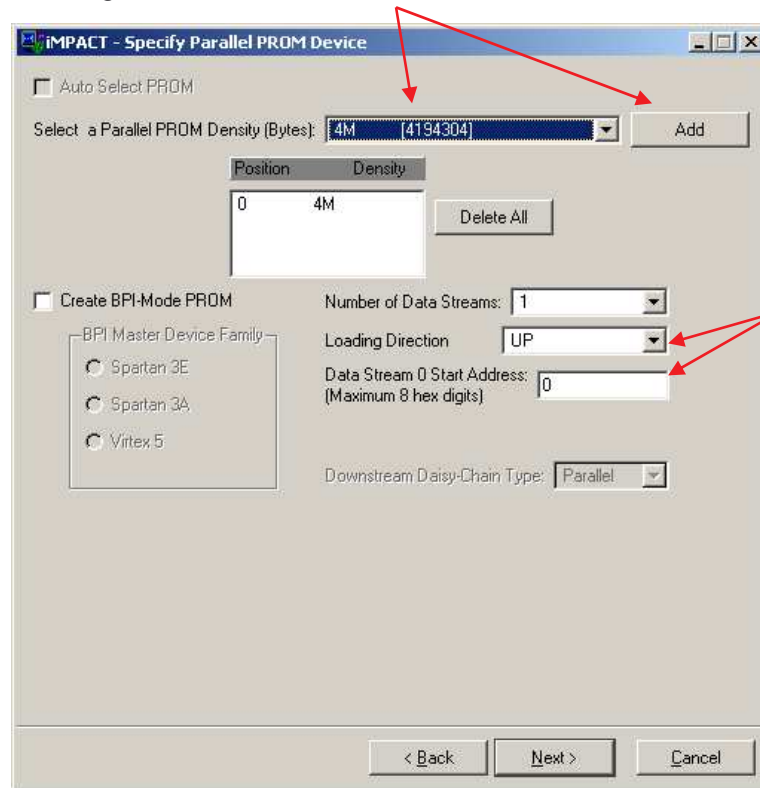 iMPACT - Specify Parallel PROM Device
Auto Select PROM
Select a Parallel PROM Density (Bytes): 4M [4194304] Add
Position Density
0 4M
Delete All
Create BPI-Mode PROM
Number of Data Streams: 1
BPI Master Device Family
Loading Direction UP
Spartan 3E
Data Stream 0 Start Address: 0
(Maximum 8 hex digits)
Spartan 3A
Virtex 5
Downstream Daisy-Chain Type: Parallel
< Back Next > Cancel